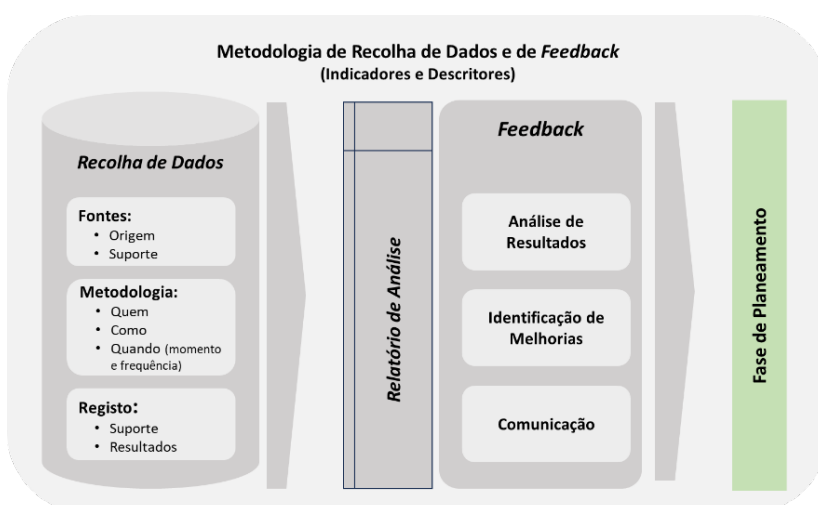 Metodologia de Recolha de Dados e de Feedback
(Indicadores e Descritores)
Recolha de Dados
Fontes:
• Origem
• Suporte
Metodologia:
• Quem
• Como
• Quando (momento
e frequência)
Registo:
• Suporte
• Resultados
Relatório de Análise
Feedback
Análise de
Resultados
Identificação de
Melhorias
Comunicação
Fase de Planeamento